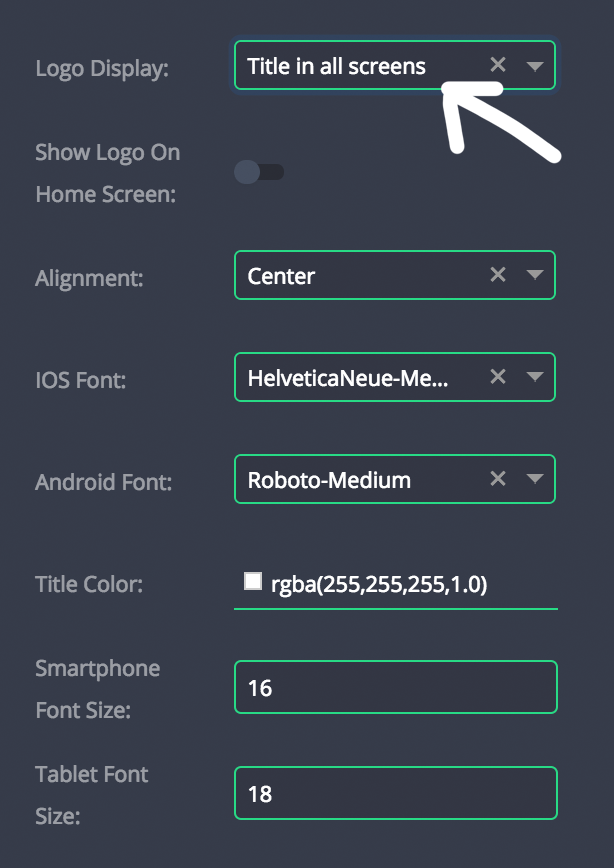 Logo Display: Title in all screens
Show Logo On
Home Screen:
Alignment: Center
IOS Font: HelveticaNeue-Me...
Android Font: Roboto-Medium
Title Color: rgba(255,255,255,1.0)
Smartphone
Font Size: 16
Tablet Font
Size: 18